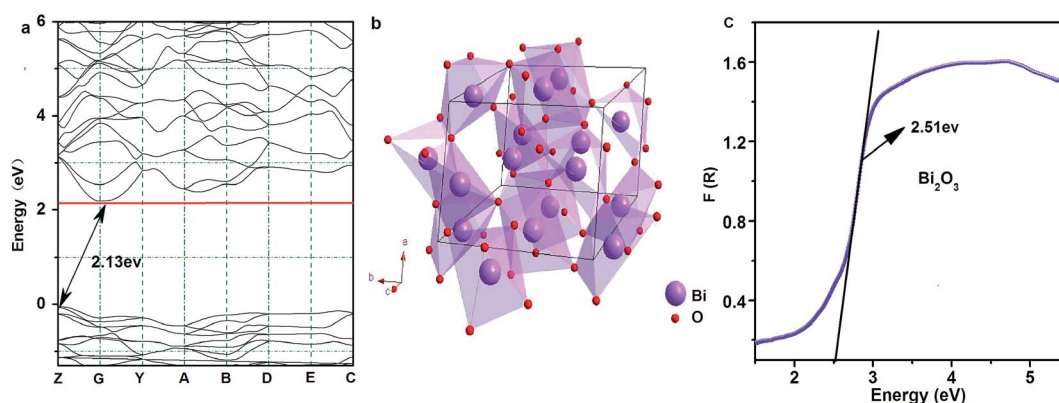 a
6
4
2
0
Energy (eV)
2.13ev
Z G Y A B D E C
b
a
b
c
Bi
O
C
1.6
1.2
0.8
0.4
F (R)
2.51ev
Bi₂O₃
2 3 4 5
Energy (eV)